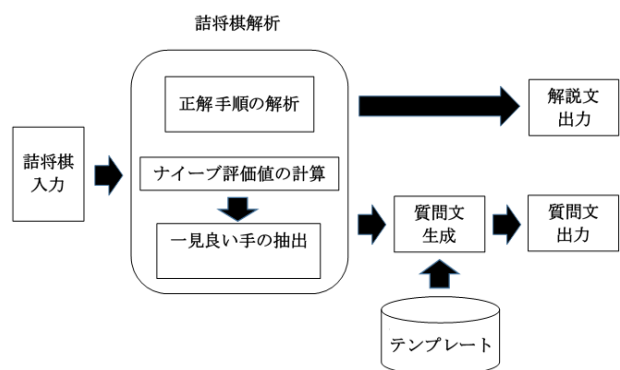 詰将棋解析
正解手順の解析
解説文
出力
詰将棋
入力
ナイーブ評価値の計算
一見良い手の抽出
質問文
生成
質問文
出力
テンプレート